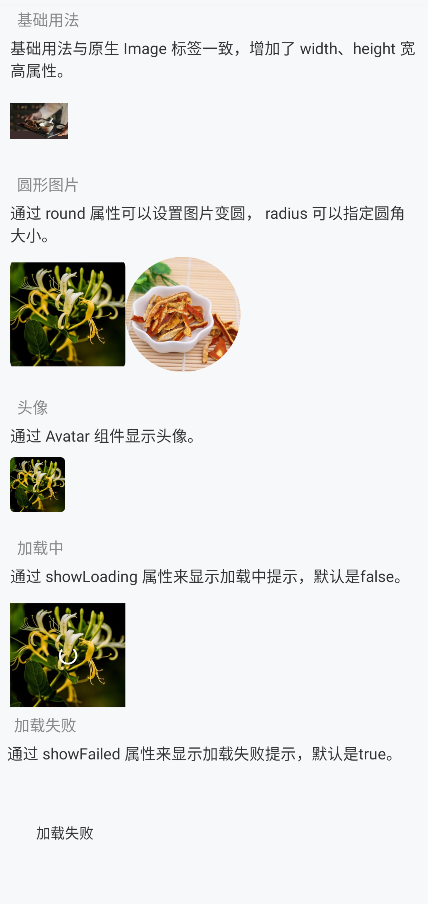 基础用法
基础用法与原生 Image 标签一致，增加了 width、height 宽
高属性。
圆形图片
通过 round 属性可以设置图片变圆， radius 可以指定圆角
大小。
头像
通过 Avatar 组件显示头像。
加载中
通过 showLoading 属性来显示加载中提示，默认是false。
加载失败
通过 showFailed 属性来显示加载失败提示，默认是true。
加载失败